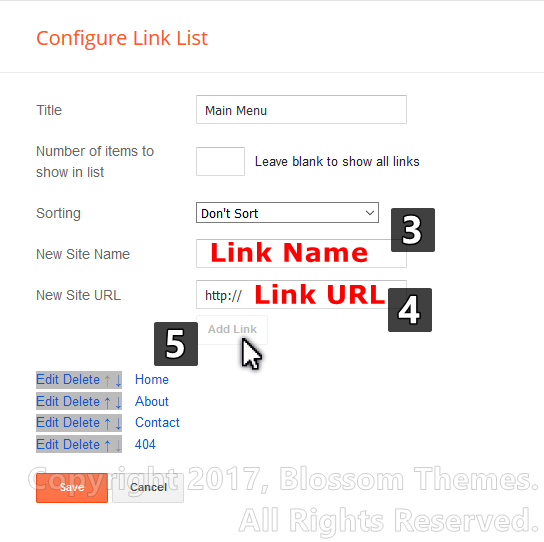 Configure Link List
Title Main Menu
Number of items to show in list Leave blank to show all links
Sorting Don't Sort
3
New Site Name Link Name
New Site URL http:// Link URL
4
5 Add Link
Edit Delete ↑ ↓ Home
Edit Delete ↑ ↓ About
Edit Delete ↑ ↓ Contact
Edit Delete ↑ ↓ 404
Save Cancel
Copyright 2017, Blossom Themes.
All Rights Reserved.